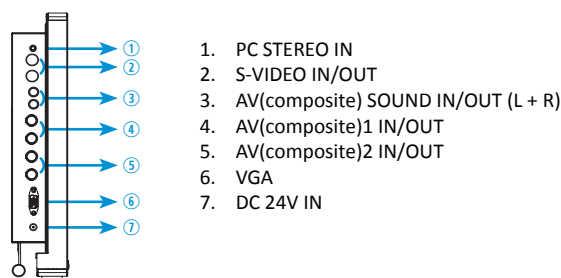 ①
②
③
④
⑤
⑥
⑦
1. PC STEREO IN
2. S-VIDEO IN/OUT
3. AV(composite) SOUND IN/OUT (L + R)
4. AV(composite)1 IN/OUT
5. AV(composite)2 IN/OUT
6. VGA
7. DC 24V IN